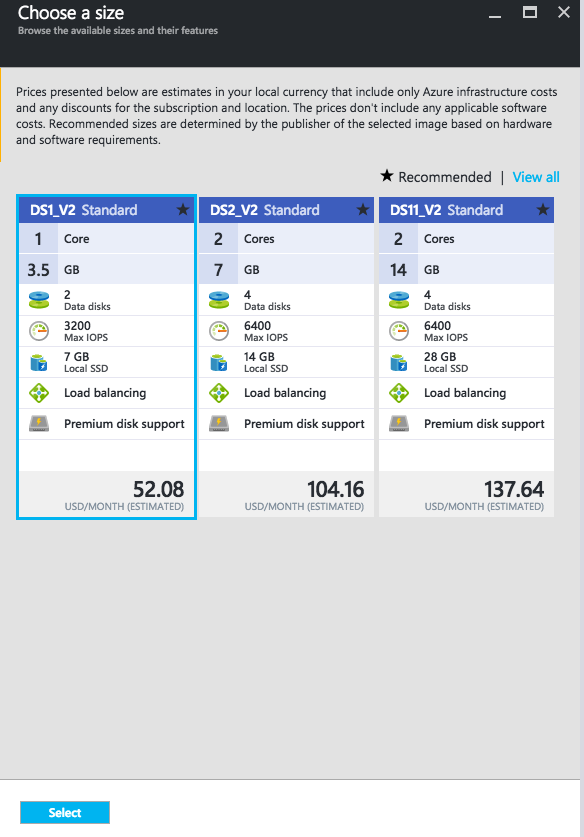 Choose a size
Browse the available sizes and their features
Prices presented below are estimates in your local currency that include only Azure infrastructure costs
and any discounts for the subscription and location. The prices don't include any applicable software
costs. Recommended sizes are determined by the publisher of the selected image based on hardware
and software requirements.
★ Recommended | View all
DS1_V2 Standard ★
1 Core
3.5 GB
2
Data disks
3200
Max IOPS
7 GB
Local SSD
Load balancing
Premium disk support
52.08
USD/MONTH (ESTIMATED)
DS2_V2 Standard ★
2 Cores
7 GB
4
Data disks
6400
Max IOPS
14 GB
Local SSD
Load balancing
Premium disk support
104.16
USD/MONTH (ESTIMATED)
DS11_V2 Standard ★
2 Cores
14 GB
4
Data disks
6400
Max IOPS
28 GB
Local SSD
Load balancing
Premium disk support
137.64
USD/MONTH (ESTIMATED)
Select